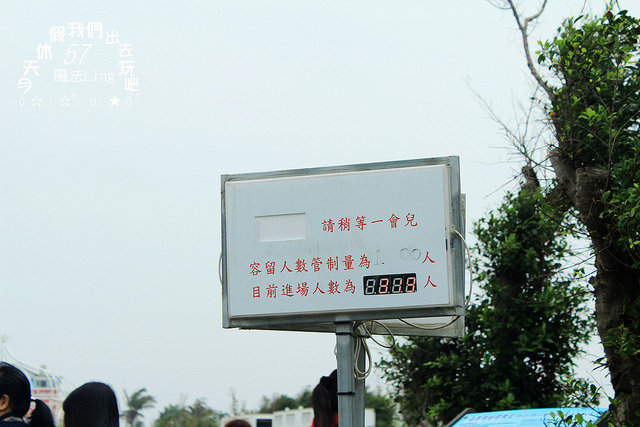 今天休假我們出去玩吧
57
魔法Ling
請稍等一會兒
容留人數管制量為 00人
目前進場人數為 人